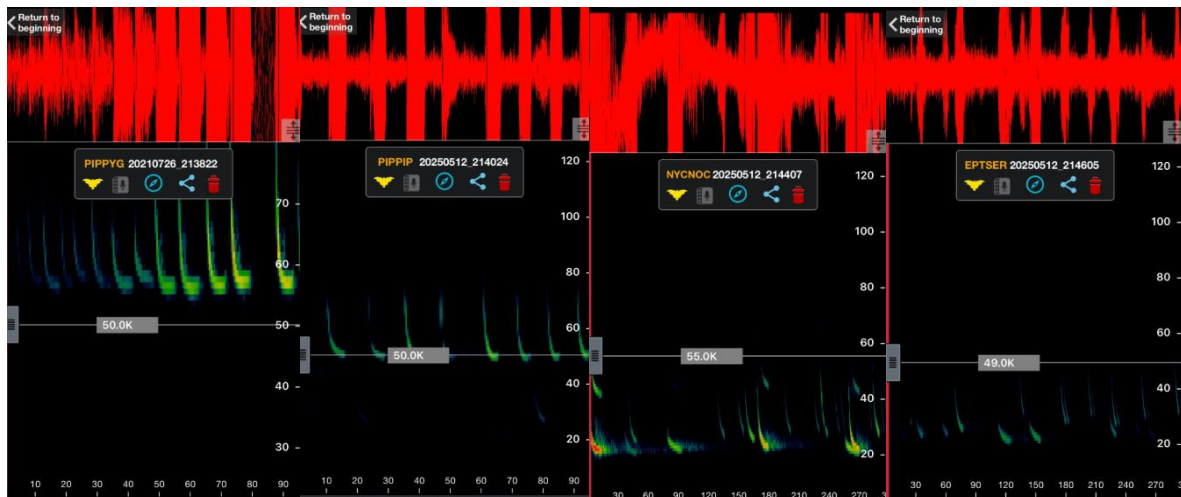 Return to
beginning
PIPPYG 20210726_213822
70 -
60 -
50.0K
50
40 -
30 -
10 20 30 40 50 60 70 80 90
Return to
beginning
PIPPIP 20250512_214024
120 -
100 -
80 -
60 -
50.0K
40 -
20 -
10 20 30 40 50 60 70 80 90
NYCNOC 20250512_214407
120 -
100 -
80 -
60 -
55.0K
40 -
20 -
30 60 90 120 150 180 210 240 270
Return to
beginning
EPTSER 20250512_214605
120 -
100 -
80 -
60 -
49.0K
40 -
20 -
30 60 90 120 150 180 210 240 270